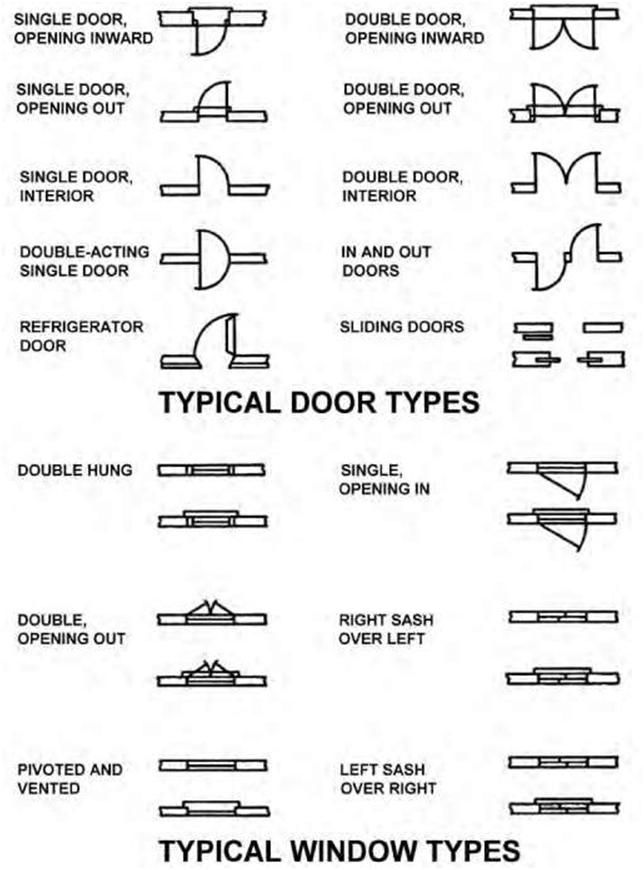 SINGLE DOOR,
OPENING INWARD
DOUBLE DOOR,
OPENING INWARD
SINGLE DOOR,
OPENING OUT
DOUBLE DOOR,
OPENING OUT
SINGLE DOOR,
INTERIOR
DOUBLE DOOR,
INTERIOR
DOUBLE-ACTING
SINGLE DOOR
IN AND OUT
DOORS
REFRIGERATOR
DOOR
SLIDING DOORS
TYPICAL DOOR TYPES
DOUBLE HUNG
SINGLE,
OPENING IN
DOUBLE,
OPENING OUT
RIGHT SASH
OVER LEFT
PIVOTED AND
VENTED
LEFT SASH
OVER RIGHT
TYPICAL WINDOW TYPES